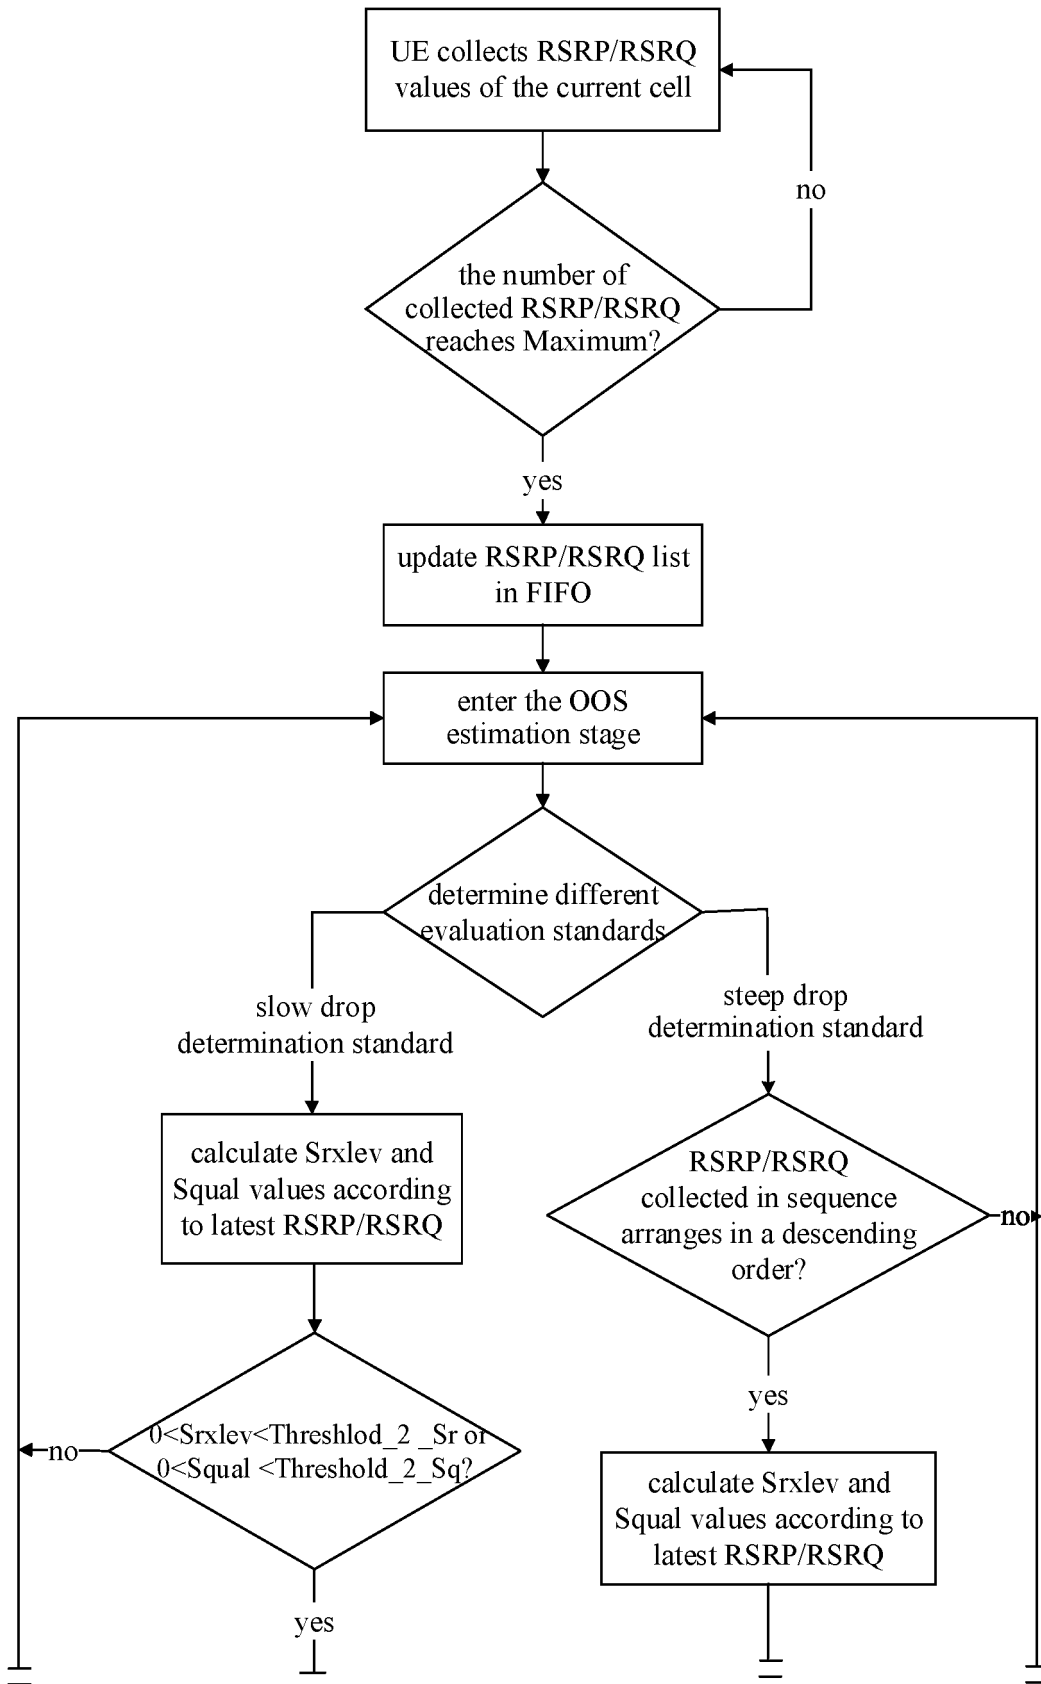 UE collects RSRP/RSRQ
values of the current cell
no
the number of
collected RSRP/RSRQ
reaches Maximum?
yes
update RSRP/RSRQ list
in FIFO
enter the OOS
estimation stage
determine different
evaluation standards
slow drop
determination standard
steep drop
determination standard
calculate Srxlev and
Squal values according
to latest RSRP/RSRQ
RSRP/RSRQ
collected in sequence
arranges in a descending
order?
no
yes
0<Srxlev<Threshlod_2 _Sr or
0<Squal <Threshold_2_Sq?
no
yes
calculate Srxlev and
Squal values according to
latest RSRP/RSRQ